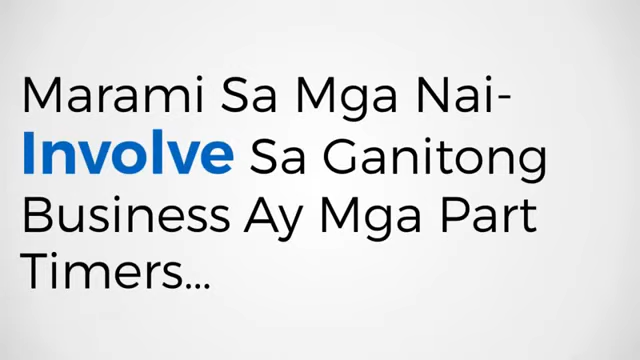 Marami Sa Mga Nai-
Involve Sa Ganitong
Business Ay Mga Part
Timers...